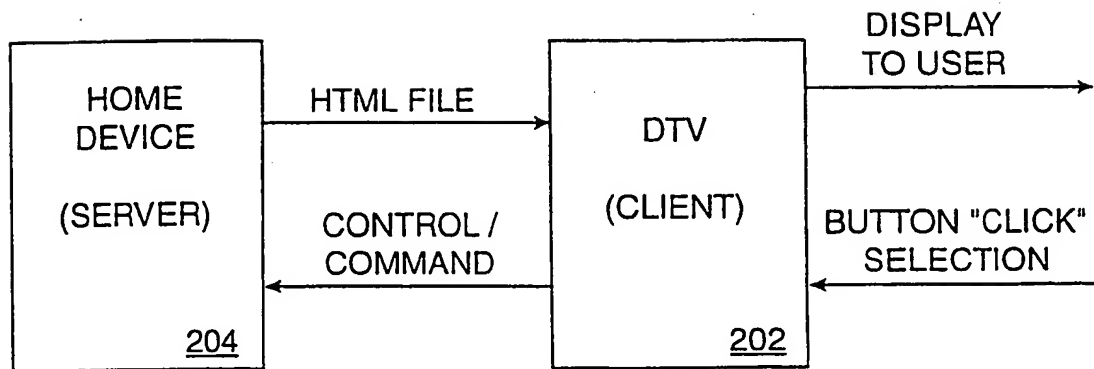 HOME
DEVICE
(SERVER)
204
HTML FILE
CONTROL /
COMMAND
DTV
(CLIENT)
202
DISPLAY
TO USER
BUTTON "CLICK"
SELECTION